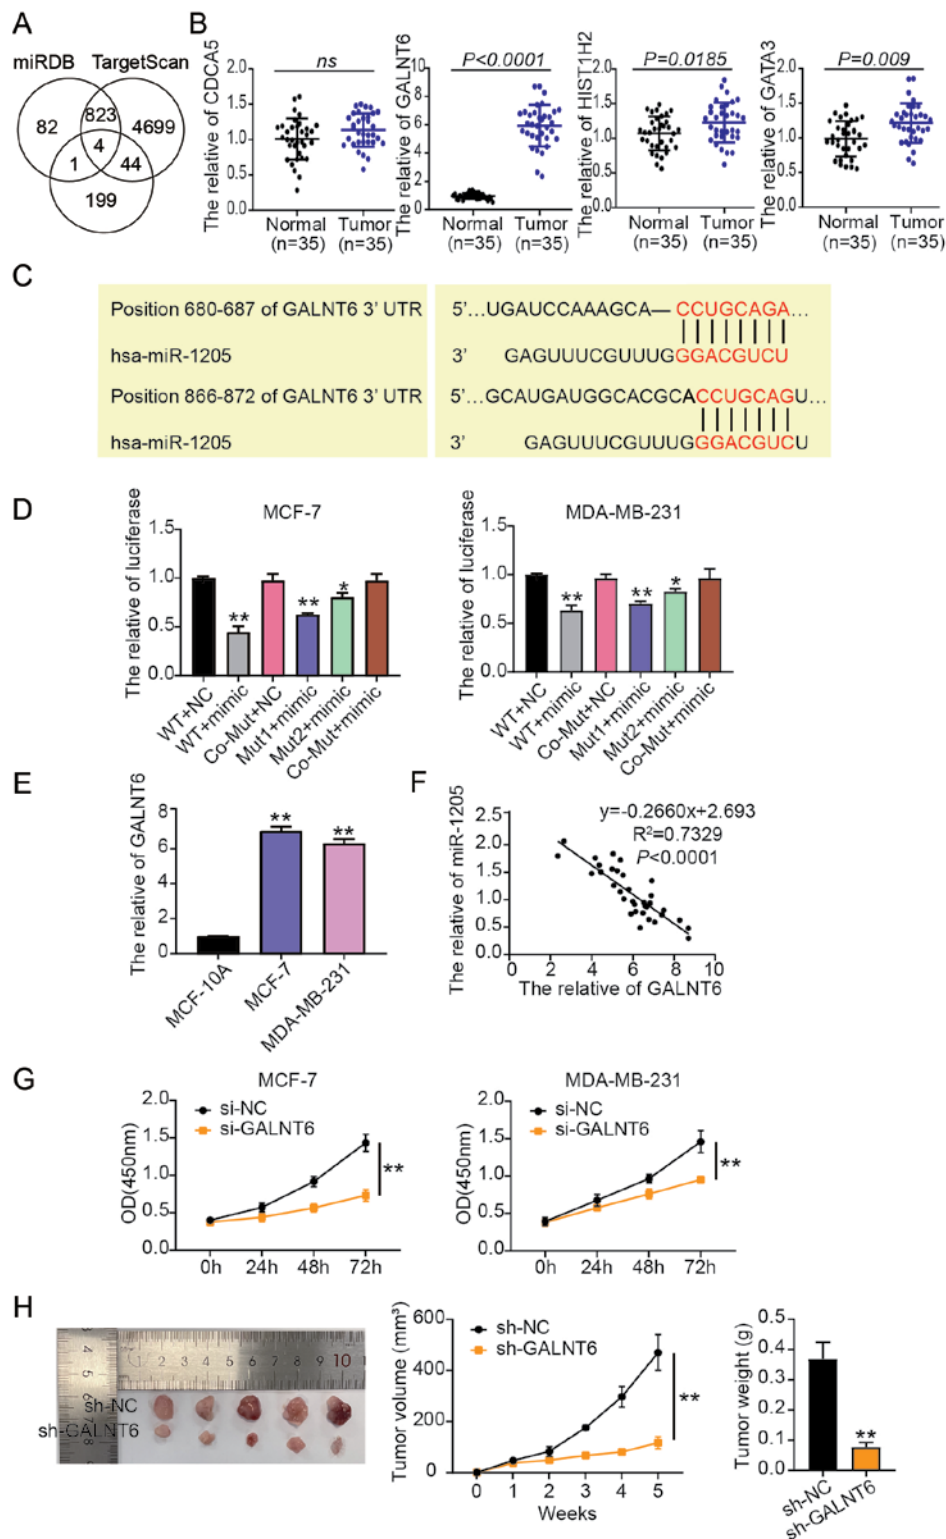 A
miRDB TargetScan
82 823 4699
4
1 44
199
B
The relative of CDCA5
2.0
1.5
1.0
0.5
0.0
ns
Normal Tumor
(n=35) (n=35)
The relative of GALNT6
10
8
6
4
2
0
P<0.0001
Normal Tumor
(n=35) (n=35)
The relative of HIST1H2
2.0
1.5
1.0
0.5
0.0
P=0.0185
Normal Tumor
(n=35) (n=35)
The relative of GATA3
2.0
1.5
1.0
0.5
0.0
P=0.009
Normal Tumor
(n=35) (n=35)
C
Position 680-687 of GALNT6 3' UTR 5'...UGAUCCAAAGCA— CCUGCAGA...
hsa-miR-1205 3' GAGUUUCGUUUGGGACGUCU
Position 866-872 of GALNT6 3' UTR 5'...GCAUGAUGGCACGCACCUGCAGU...
hsa-miR-1205 3' GAGUUUCGUUUGGGACGUCU
D
MCF-7
The relative of luciferase
1.5
1.0
0.5
0.0
** ** *
WT+NC
WT+mimic
Co-Mut+NC
Mut1+mimic
Mut2+mimic
Co-Mut+mimic
MDA-MB-231
The relative of luciferase
1.5
1.0
0.5
0.0
** ** *
WT+NC
WT+mimic
Co-Mut+NC
Mut1+mimic
Mut2+mimic
Co-Mut+mimic
E
The relative of GALNT6
8
6
4
2
0
** **
MCF-10A
MCF-7
MDA-MB-231
F
The relative of miR-1205
2.5
2.0
1.5
1.0
0.5
0.0
y=-0.2660x+2.693
R²=0.7329
P<0.0001
0 2 4 6 8 10
The relative of GALNT6
G
MCF-7
OD(450nm)
2.0
1.5
1.0
0.5
0.0
si-NC
si-GALNT6
**
0h 24h 48h 72h
MDA-MB-231
OD(450nm)
2.0
1.5
1.0
0.5
0.0
si-NC
si-GALNT6
**
0h 24h 48h 72h
H
1 2 3 4 5 6 7 8 9 10
4
5
6
7
8
sh-NC
sh-GALNT6
Tumor volume (mm³)
600
400
200
0
sh-NC
sh-GALNT6
**
0 1 2 3 4 5
Weeks
Tumor weight (g)
0.5
0.4
0.3
0.2
0.1
0.0
**
sh-NC
sh-GALNT6